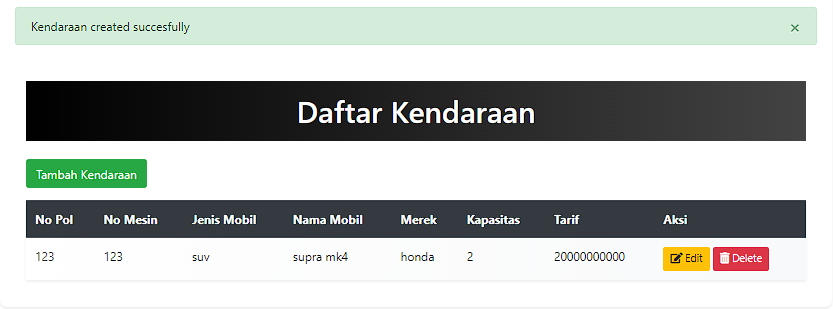 Kendaraan created succesfully ×
Daftar Kendaraan
Tambah Kendaraan
No Pol No Mesin Jenis Mobil Nama Mobil Merek Kapasitas Tarif Aksi
123 123 suv supra mk4 honda 2 20000000000 Edit Delete